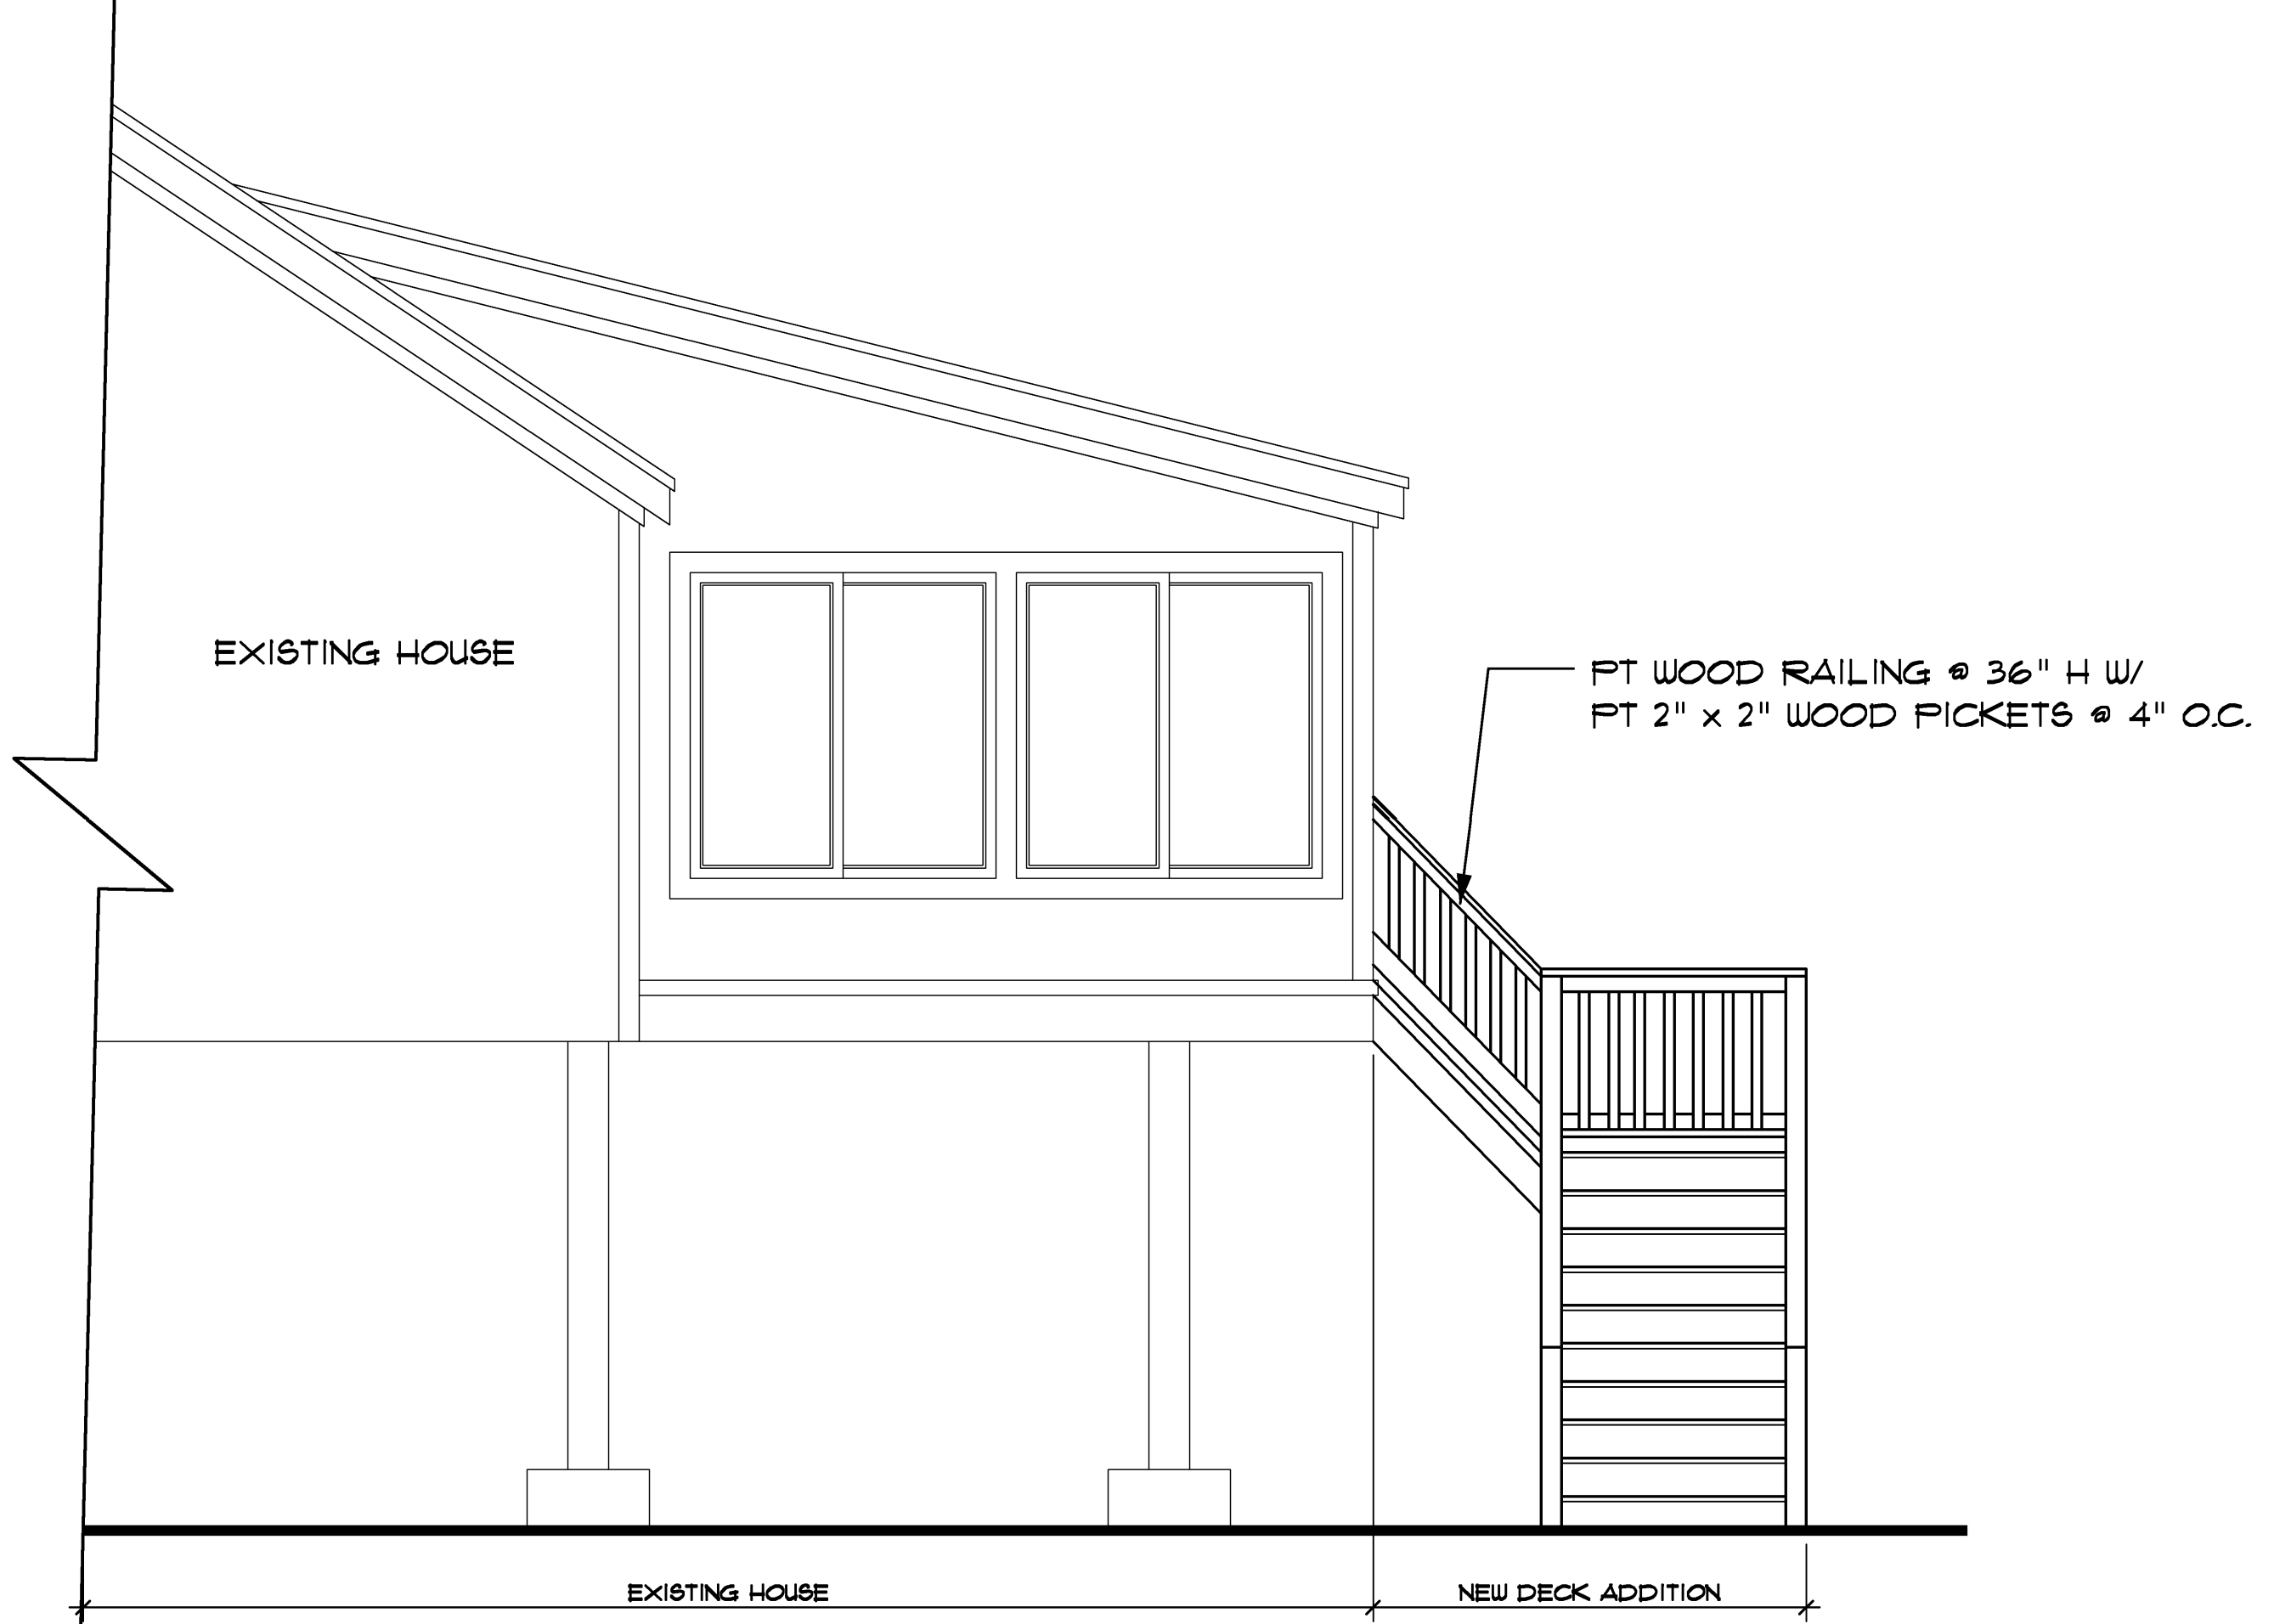 EXISTING HOUSE
PT WOOD RAILING @ 36" H W/
PT 2" x 2" WOOD PICKETS @ 4" O.C.
EXISTING HOUSE
NEW DECK ADDITION